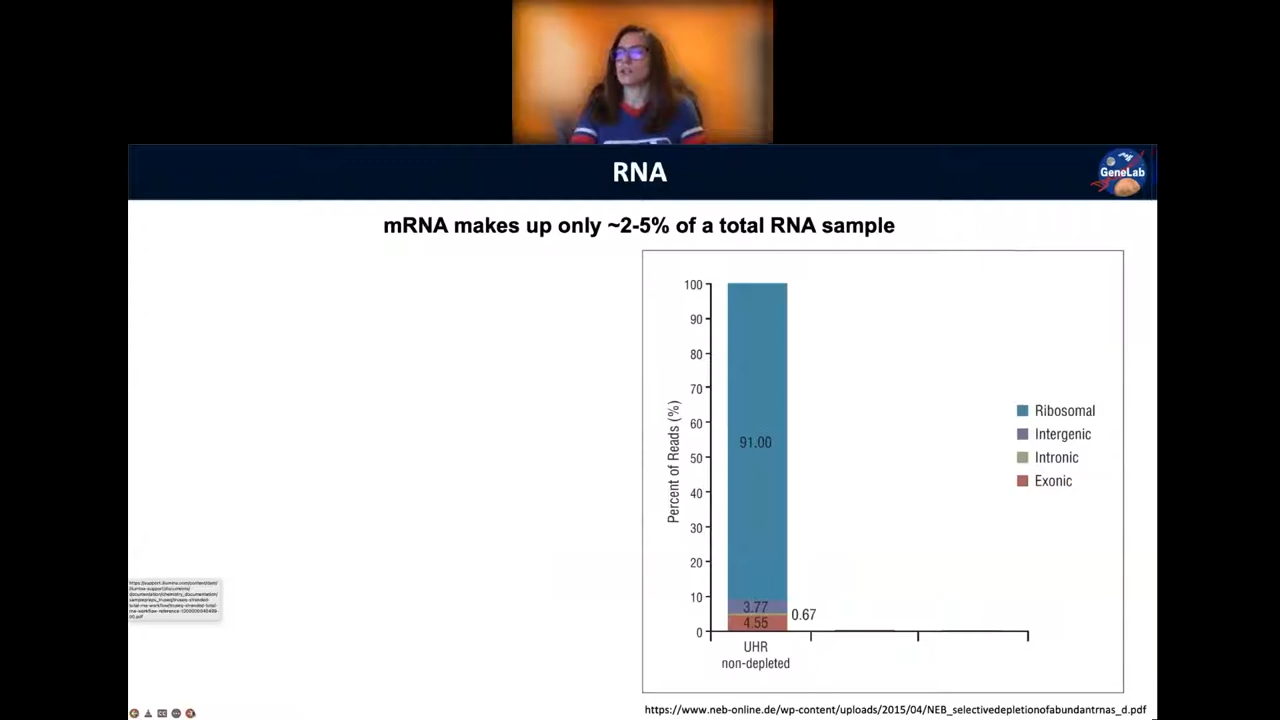 RNA
GeneLab
mRNA makes up only ~2-5% of a total RNA sample
100
90
80
70
60
50
40
30
20
10
0
Percent of Reads (%)
91.00
3.77
0.67
4.55
UHR
non-depleted
Ribosomal
Intergenic
Intronic
Exonic
https://www.neb-online.de/wp-content/uploads/2015/04/NEB_selectivedepletionofabundantrnas_d.pdf